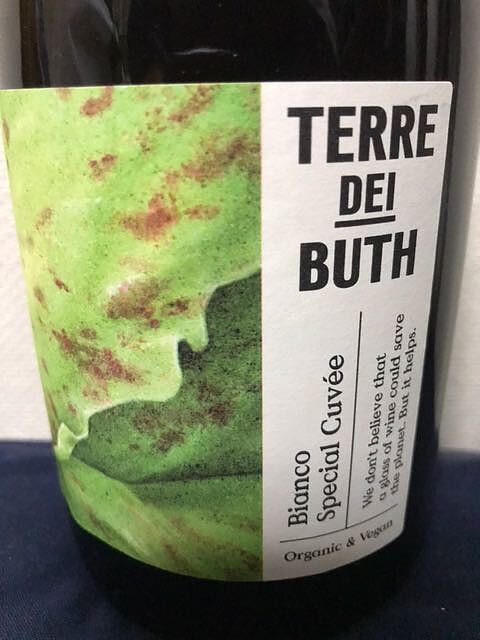 TERRE
DEI
BUTH
Bianco
Special Cuvée
We don't believe that
a glass of wine could save
the planet.. But it helps.
Organic & Vegan